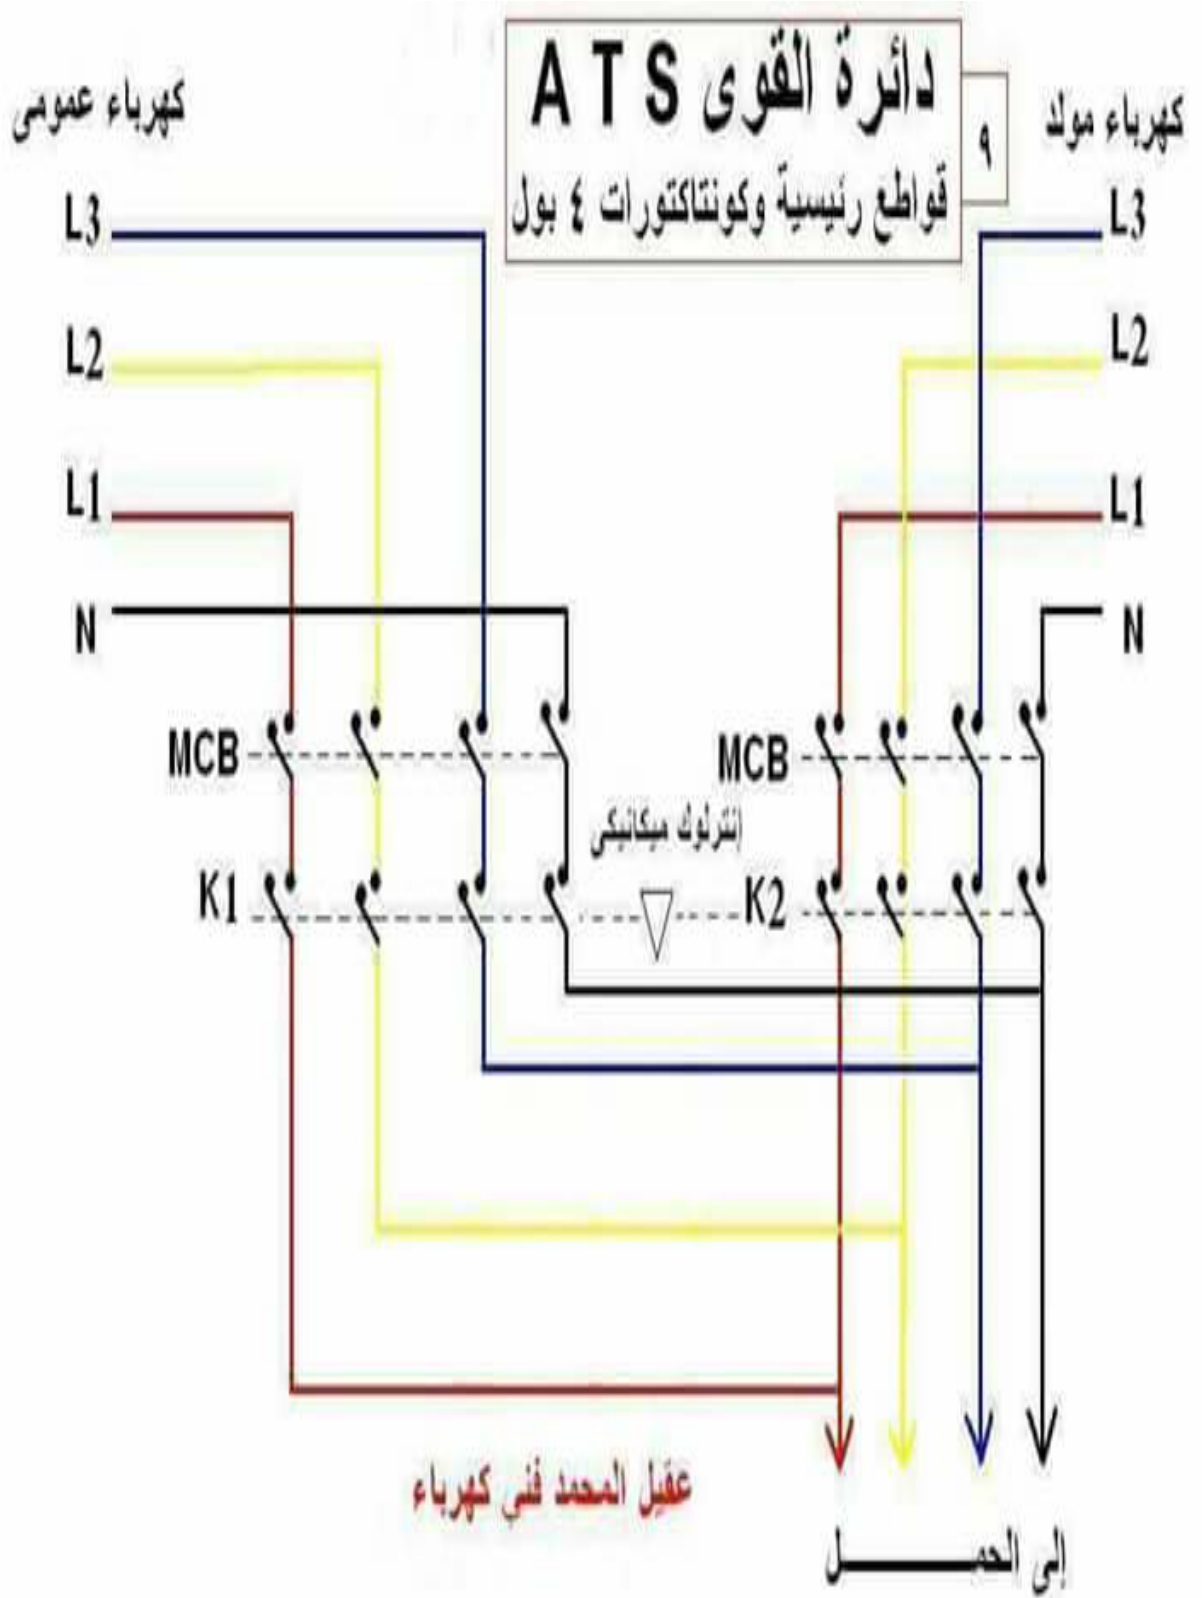 دائرة القوى A T S
قواطع رئيسية وكونتاكتورات ٤ بول
٩
كهرباء عمومى
كهرباء مولد
L3
L3
L2
L2
L1
L1
N
N
MCB
MCB
إنترلوك ميكانيكى
K1
K2
عقيل المحمد فني كهرباء
إلى الحمـــــــل